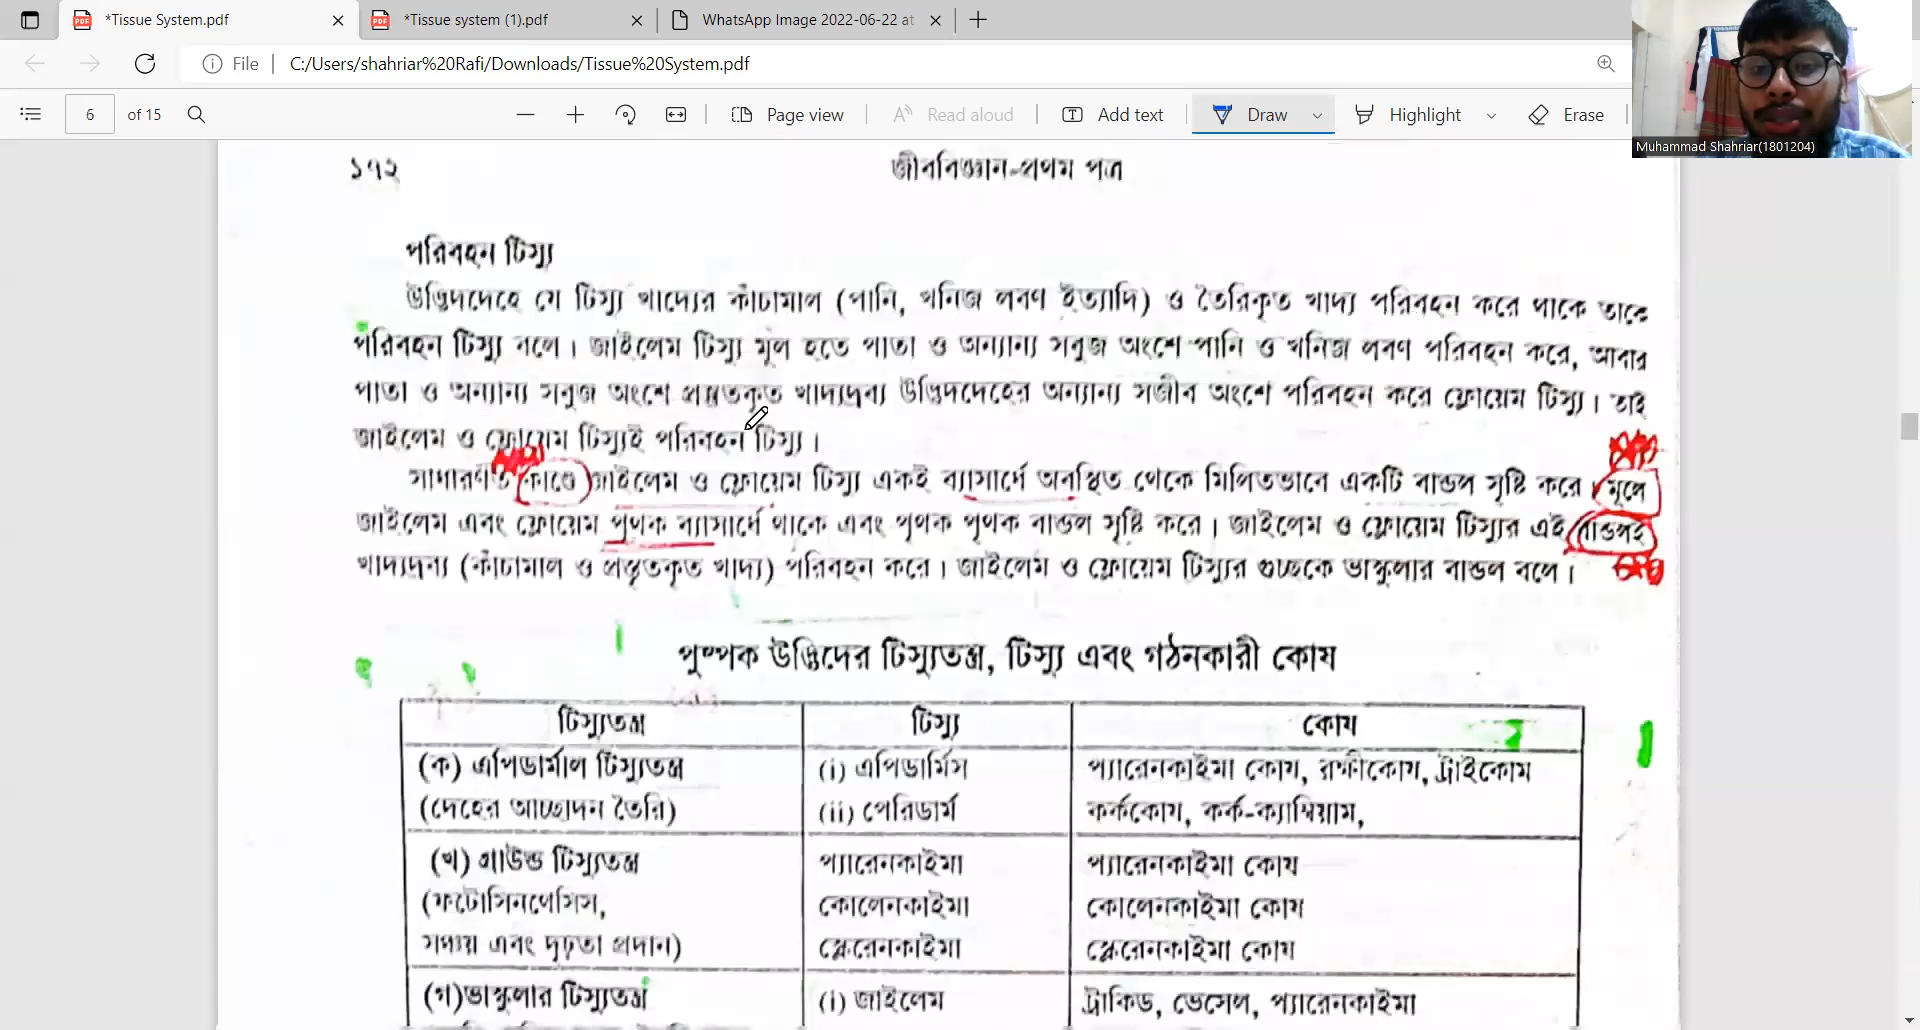 *Tissue System.pdf
*Tissue system (1).pdf
WhatsApp Image 2022-06-22 at
File
C:/Users/shahriar%20Rafi/Downloads/Tissue%20System.pdf
6 of 15
Page view
Read aloud
Add text
Draw
Highlight
Erase
Muhammad Shahriar(1801204)
১৭২
জীববিজ্ঞান-প্রথম পত্র
পরিবহন টিস্যু
উদ্ভিদদেহে যে টিস্যু খাদ্যের কাঁচামাল (পানি, খনিজ লবণ ইত্যাদি) ও তৈরিকৃত খাদ্য পরিবহন করে থাকে তাকে
পরিবহন টিস্যু বলে। জাইলেম টিস্যু মূল হতে পাতা ও অন্যান্য সবুজ অংশে পানি ও খনিজ লবণ পরিবহন করে, আবার
পাতা ও অন্যান্য সবুজ অংশে প্রস্তুতকৃত খাদ্যদ্রব্য উদ্ভিদদেহের অন্যান্য সজীব অংশে পরিবহন করে ফ্লোয়েম টিস্যু। তাই
জাইলেম ও ফ্লোয়েম টিস্যুই পরিবহন টিস্যু।
সাধারণত কাণ্ডে জাইলেম ও ফ্লোয়েম টিস্যু একই ব্যাসার্ধে অবস্থিত থেকে মিলিতভাবে একটি বান্ডল সৃষ্টি করে। মূলে
জাইলেম এবং ফ্লোয়েম পৃথক ব্যাসার্ধে থাকে এবং পৃথক পৃথক বান্ডল সৃষ্টি করে। জাইলেম ও ফ্লোয়েম টিস্যুর এই বান্ডলই
খাদ্যদ্রব্য (কাঁচামাল ও প্রস্তুতকৃত খাদ্য) পরিবহন করে। জাইলেম ও ফ্লোয়েম টিস্যুর গুচ্ছকে ভাস্কুলার বান্ডল বলে।
পুষ্পক উদ্ভিদের টিস্যুতন্ত্র, টিস্যু এবং গঠনকারী কোষ
টিস্যুতন্ত্র টিস্যু কোষ
(ক) এপিডার্মাল টিস্যুতন্ত্র (i) এপিডার্মিস প্যারেনকাইমা কোষ, রক্ষীকোষ, ট্রাইকোম
(দেহের আচ্ছাদন তৈরি) (ii) পেরিডার্ম কর্ককোষ, কর্ক-ক্যাম্বিয়াম,
(খ) গ্রাউন্ড টিস্যুতন্ত্র প্যারেনকাইমা প্যারেনকাইমা কোষ
(ফটোসিনথেসিস, কোলেনকাইমা কোলেনকাইমা কোষ
সঞ্চয় এবং দৃঢ়তা প্রদান) স্ক্লেরেনকাইমা স্ক্লেরেনকাইমা কোষ
(গ)ভাস্কুলার টিস্যুতন্ত্র (i) জাইলেম ট্রাকিড, ভেসেল, প্যারেনকাইমা